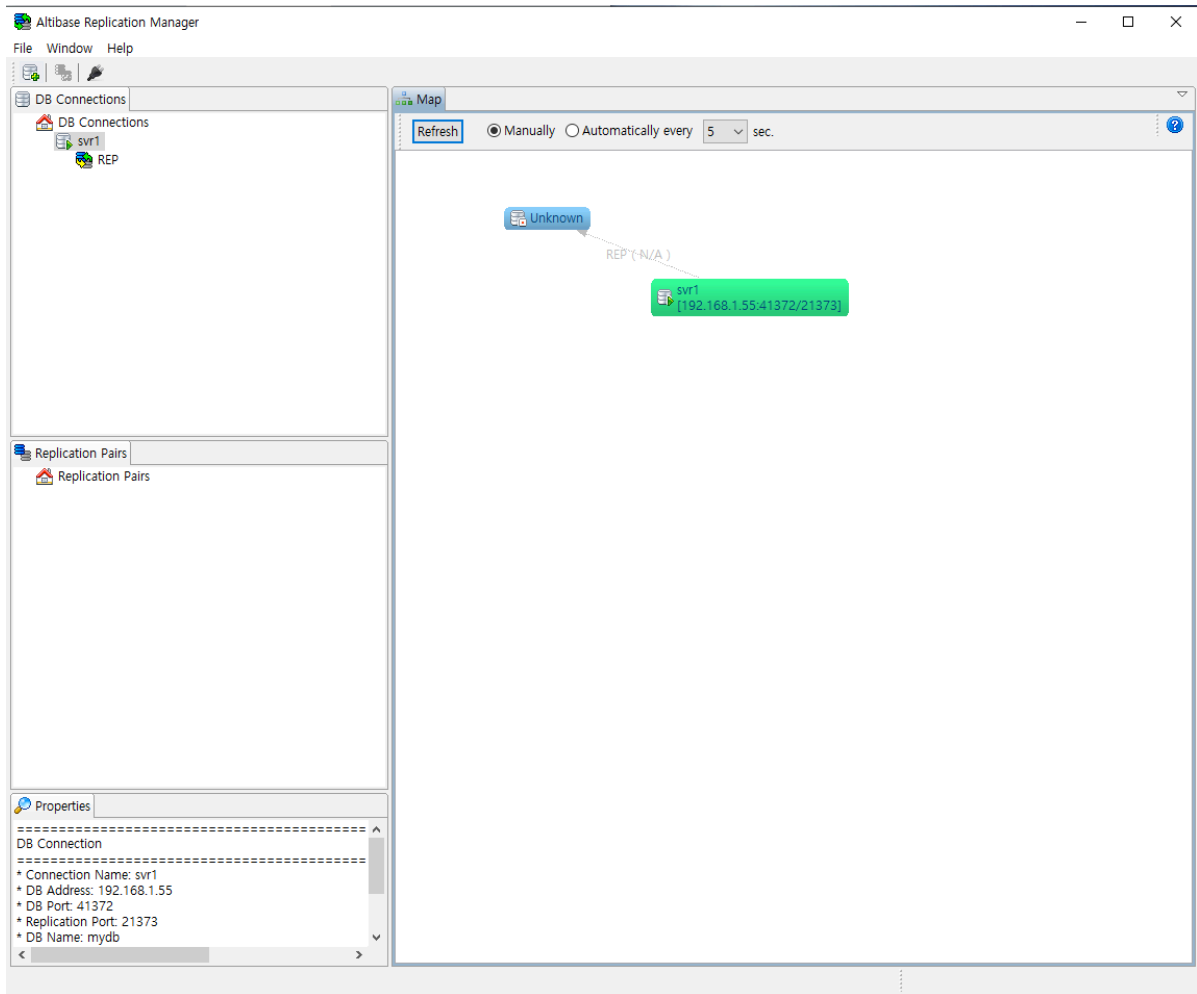 Altibase Replication Manager
File Window Help
DB Connections
DB Connections
svr1
REP
Replication Pairs
Replication Pairs
Properties
==========================================
DB Connection
==========================================
* Connection Name: svr1
* DB Address: 192.168.1.55
* DB Port: 41372
* Replication Port: 21373
* DB Name: mydb
Map
Refresh Manually Automatically every 5 sec.
Unknown
REP ( N/A )
svr1
[192.168.1.55:41372/21373]